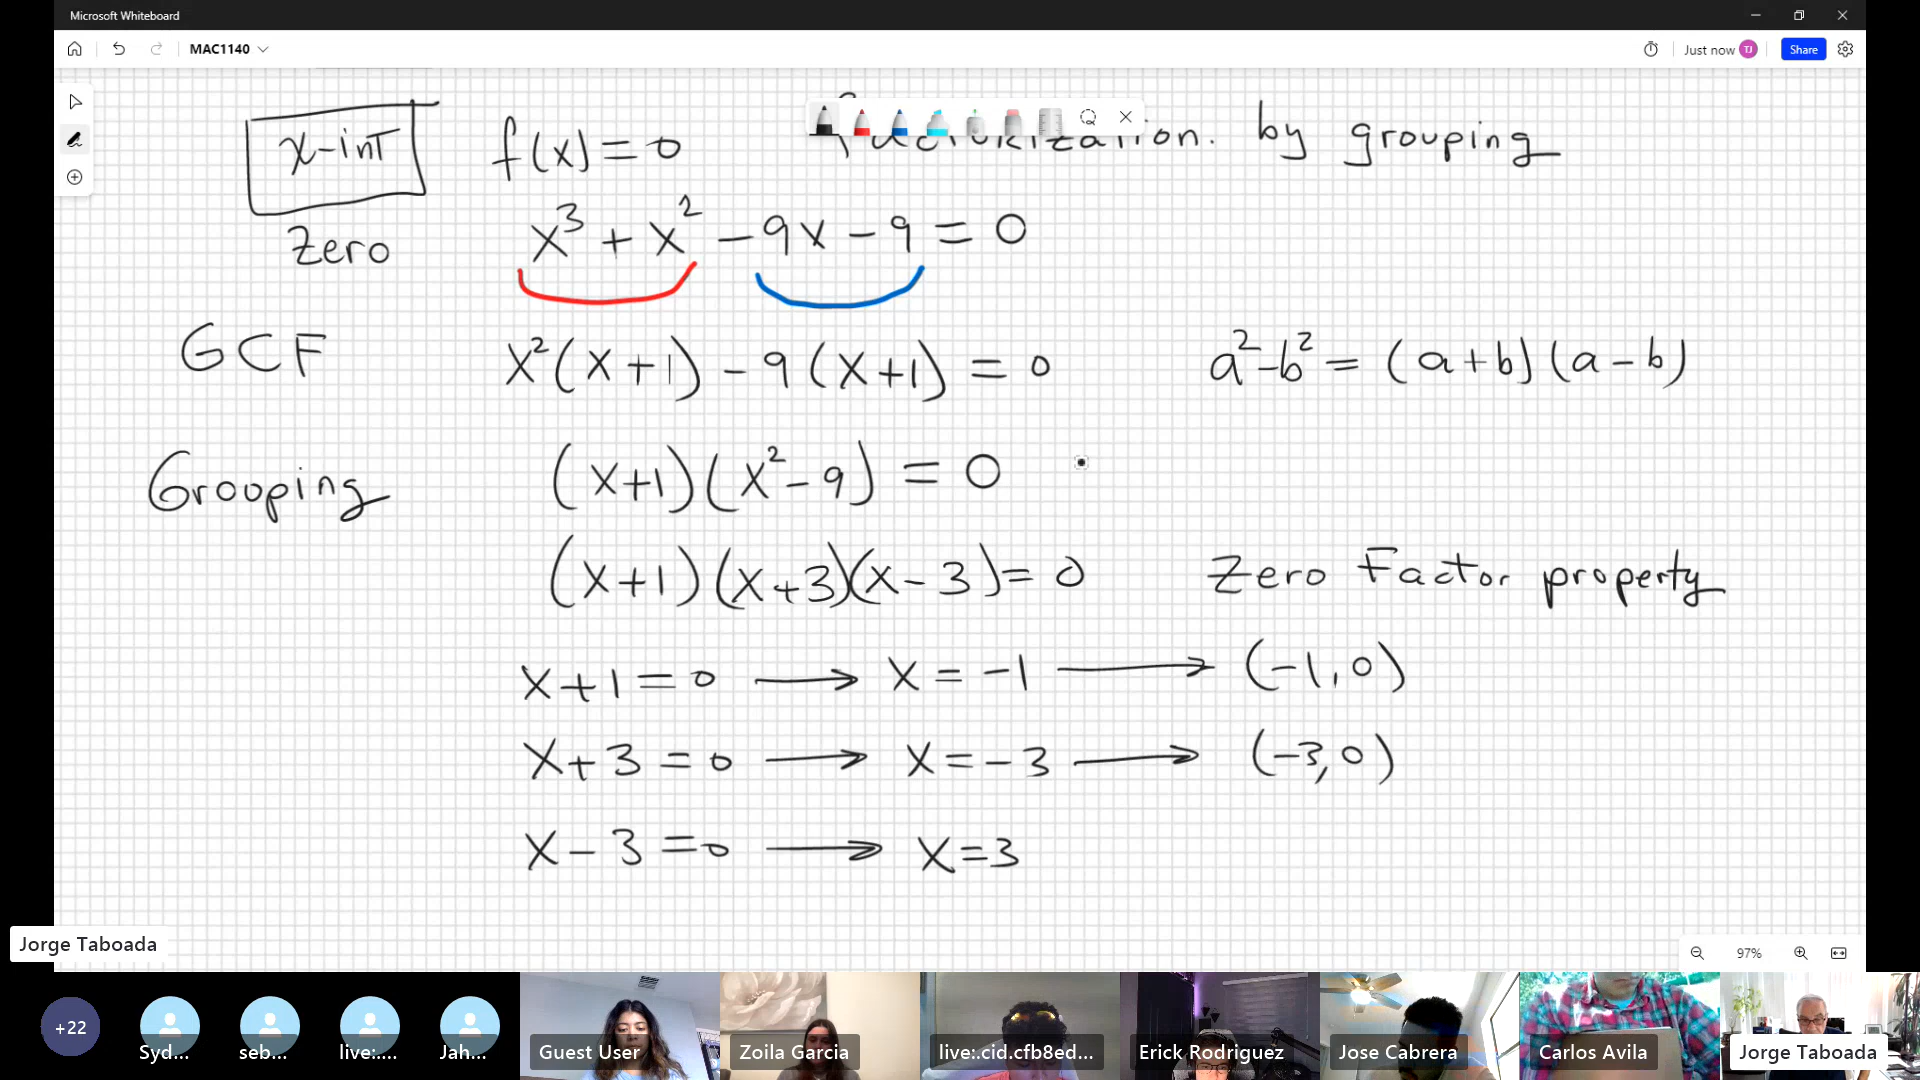 Microsoft Whiteboard
MAC1140
Just now TJ Share
x-inT f(x)=0 Factorization. by grouping
Zero x³ + x² - 9x - 9 = 0
GCF x²(x+1) - 9(x+1) = 0 a²-b² = (a+b)(a-b)
Grooping (x+1)(x²-9) = 0
(x+1)(x+3)(x-3) = 0 Zero Factor property
x+1=0 → x=-1 → (-1,0)
x+3=0 → x=-3 → (-3,0)
x-3=0 → x=3
Jorge Taboada
97%
+22 Syd... seb... live:.... Jah... Guest User Zoila Garcia live:.cid.cfb8ed... Erick Rodriguez Jose Cabrera Carlos Avila Jorge Taboada